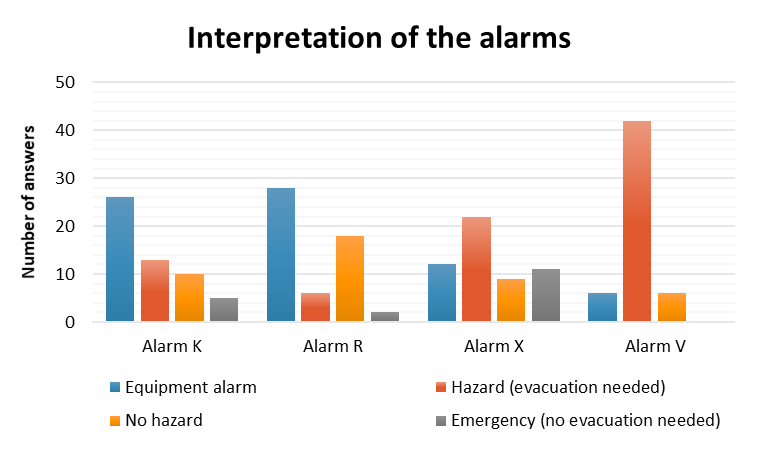 Interpretation of the alarms
Number of answers
50
40
30
20
10
0
Alarm K
Alarm R
Alarm X
Alarm V
Equipment alarm
Hazard (evacuation needed)
No hazard
Emergency (no evacuation needed)